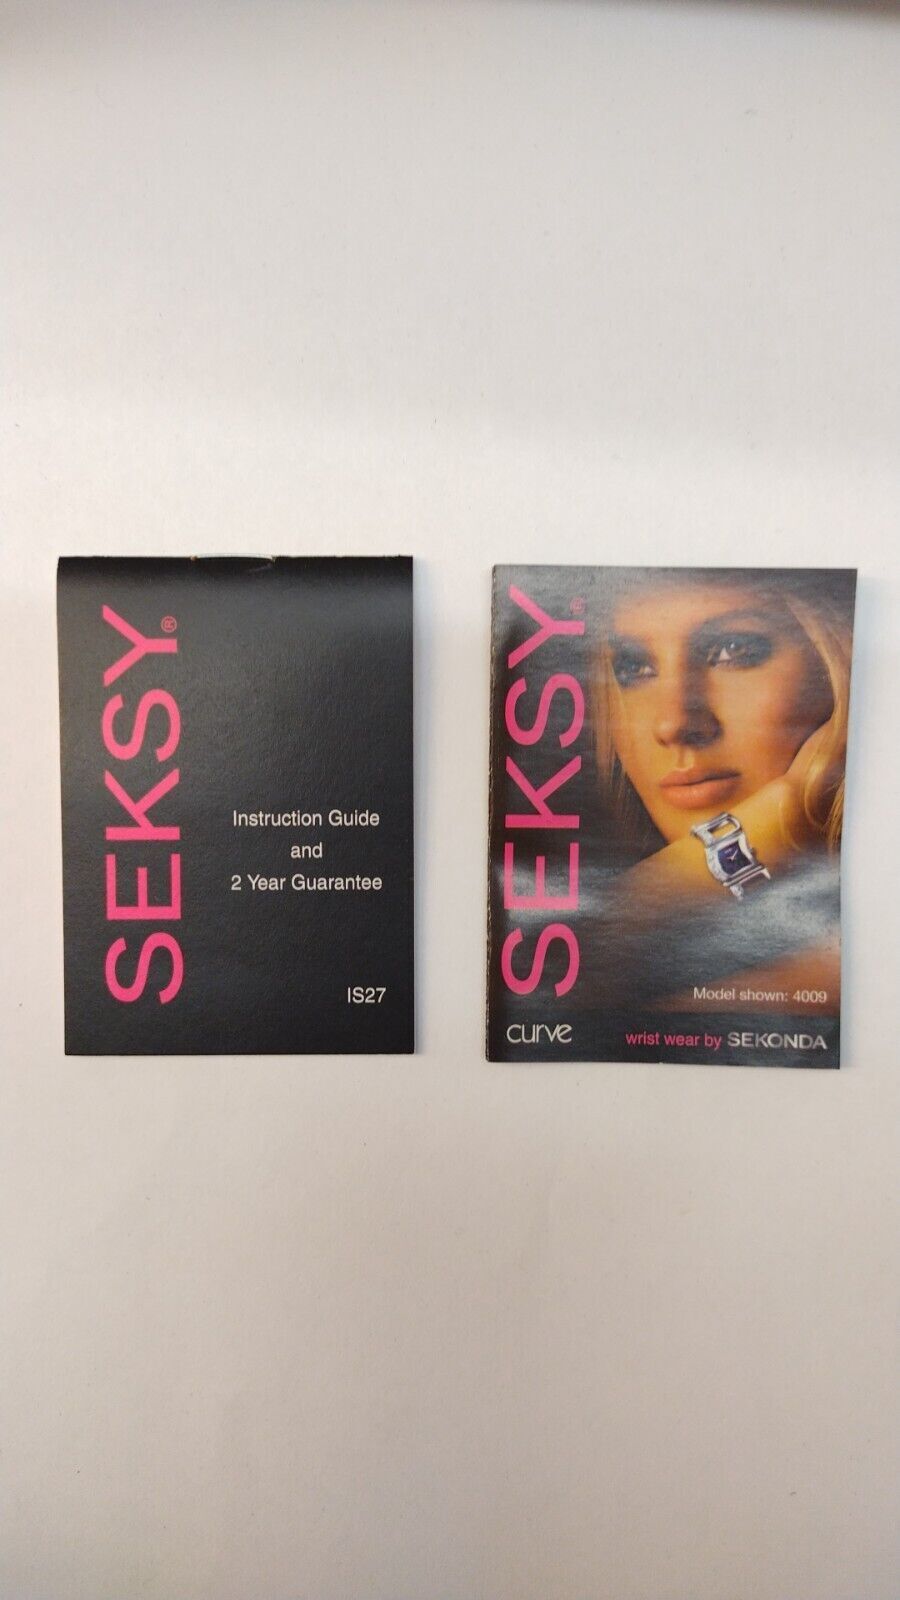 SEKSY®
Instruction Guide
and
2 Year Guarantee
IS27
SEKSY®
Model shown: 4009
curve
wrist wear by SEKONDA